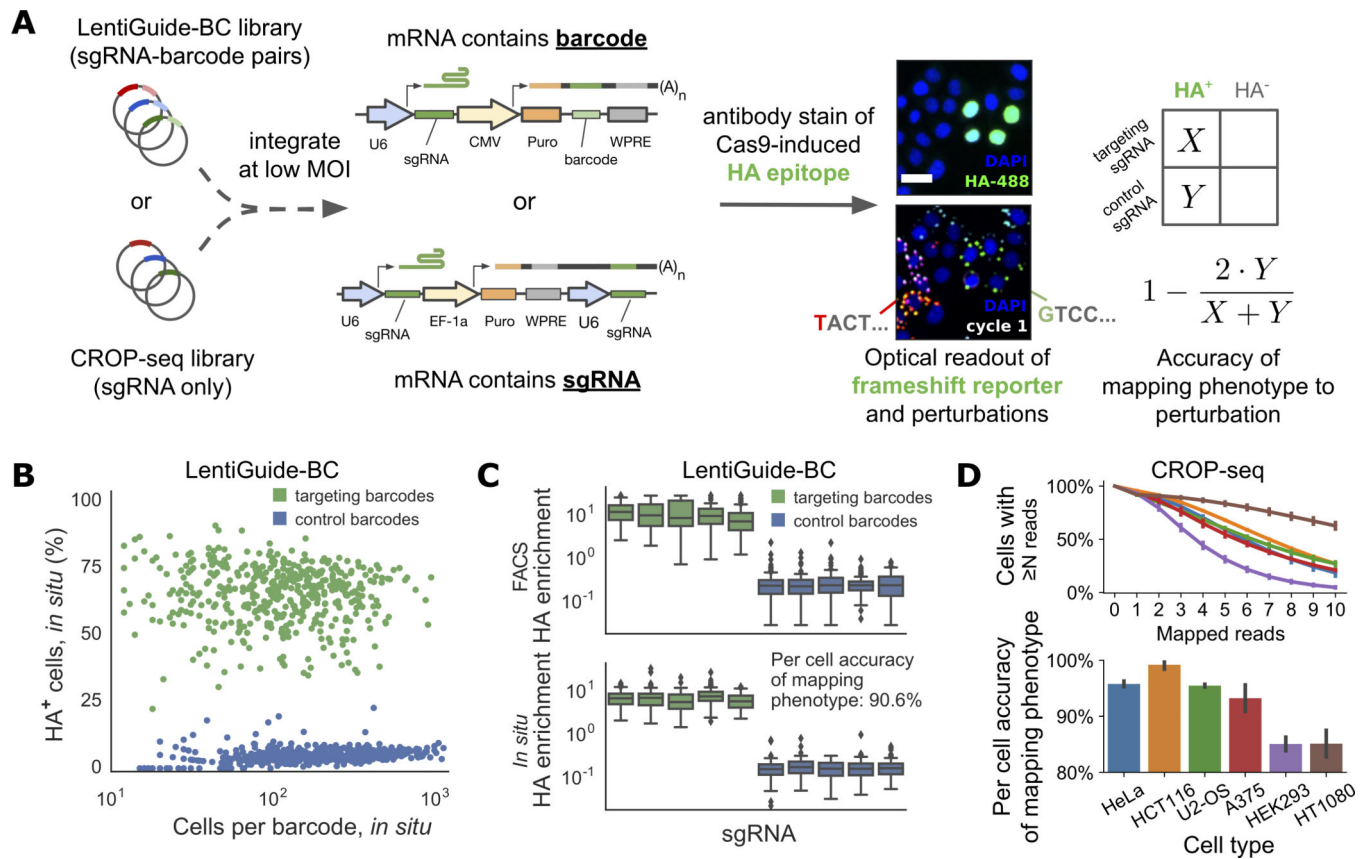 A
LentiGuide-BC library
(sgRNA-barcode pairs)
or
CROP-seq library
(sgRNA only)
integrate
at low MOI
mRNA contains barcode
(A)n
U6
sgRNA
CMV
Puro
barcode
WPRE
or
(A)n
U6
sgRNA
EF-1a
Puro
WPRE
U6
sgRNA
mRNA contains sgRNA
antibody stain of
Cas9-induced
HA epitope
DAPI
HA-488
DAPI
cycle 1
TACT...
GTCC...
Optical readout of
frameshift reporter
and perturbations
HA+ HA-
targeting
sgRNA
control
sgRNA
X
Y
1 - 2 · Y / X + Y
Accuracy of
mapping phenotype to
perturbation
B
LentiGuide-BC
targeting barcodes
control barcodes
HA+ cells, in situ (%)
100
75
50
25
0
10^1 10^2 10^3
Cells per barcode, in situ
C
LentiGuide-BC
targeting barcodes
control barcodes
FACS
HA enrichment
10^1
10^0
10^-1
In situ
HA enrichment
10^1
10^0
10^-1
Per cell accuracy
of mapping
phenotype: 90.6%
sgRNA
D
CROP-seq
Cells with
≥N reads
100%
50%
0%
0 1 2 3 4 5 6 7 8 9 10
Mapped reads
Per cell accuracy
of mapping phenotype
100%
90%
80%
HeLa
HCT116
U2-OS
A375
HEK293
HT1080
Cell type